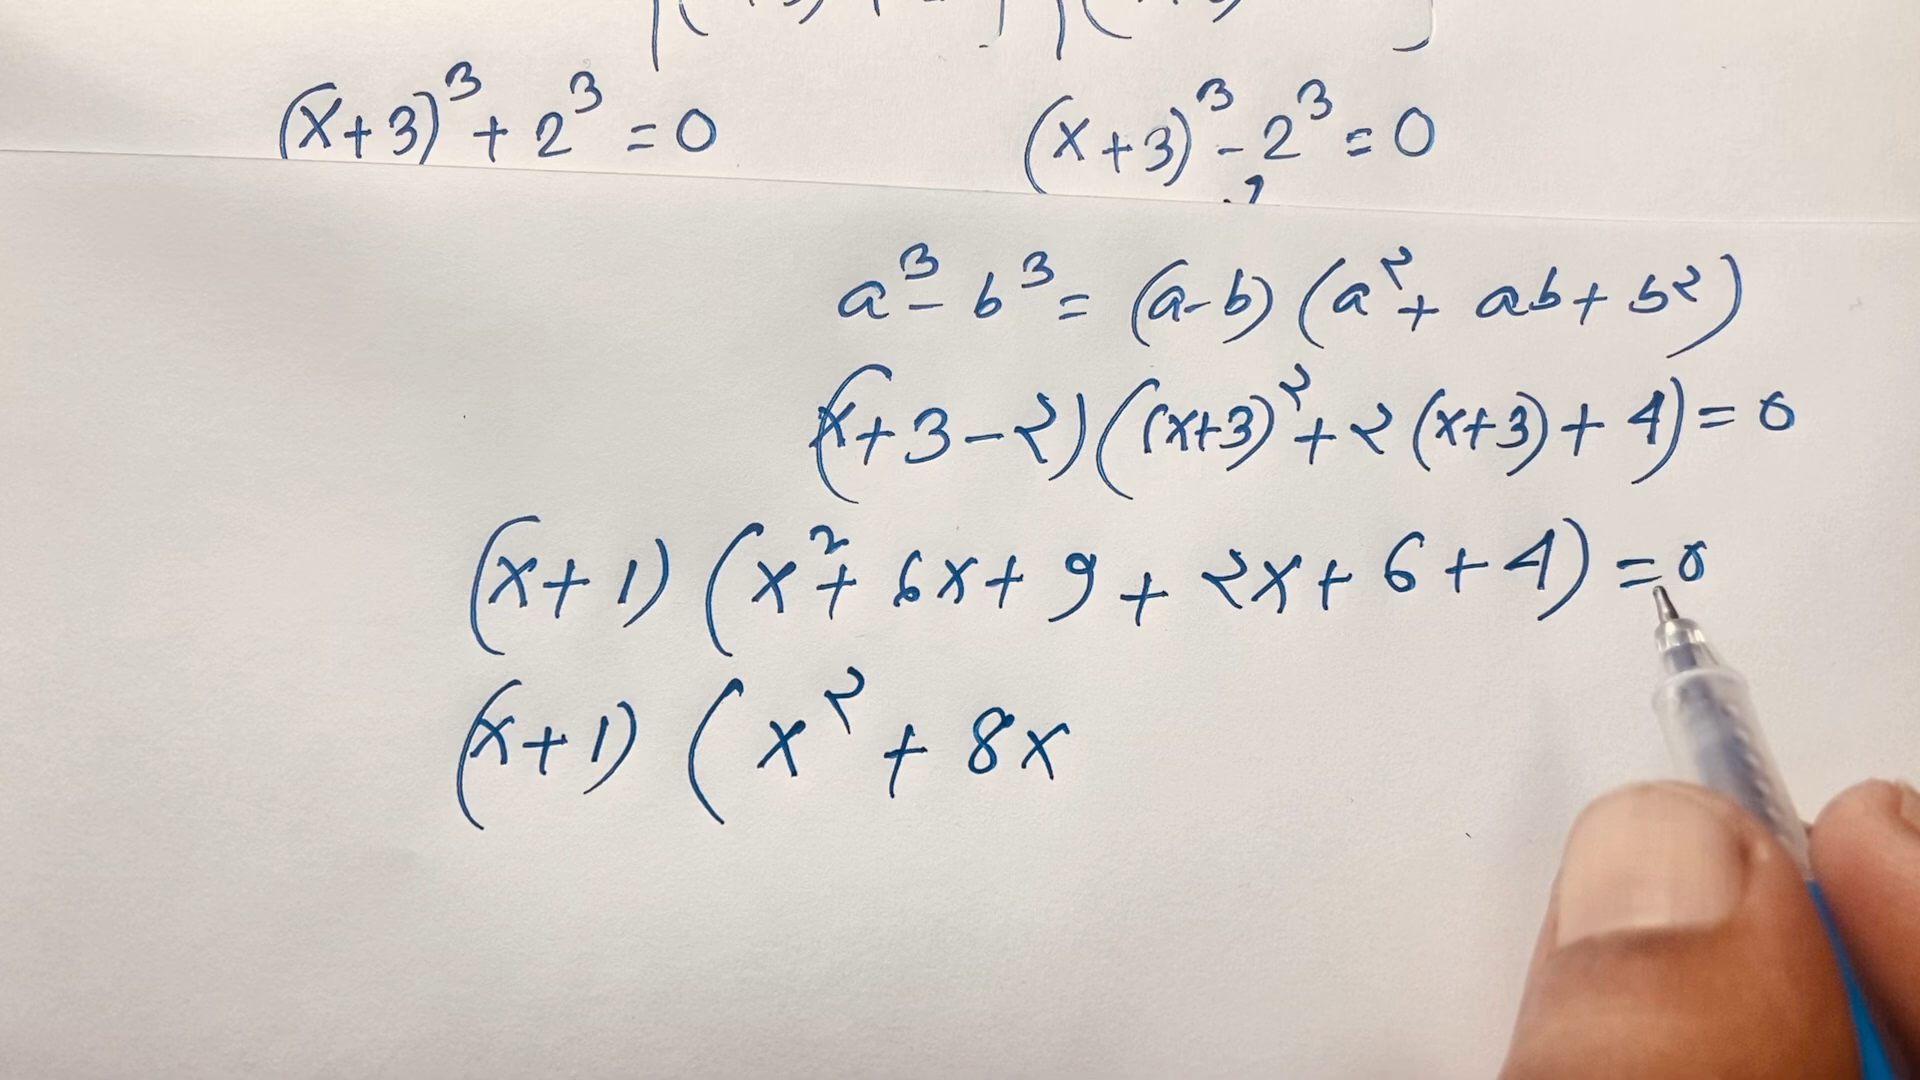 (x+3)³ + 2³ = 0
(x+3)³ - 2³ = 0
a³ - b³ = (a-b) (a² + ab + b²)
(x+3-2)((x+3)² + 2(x+3) + 4) = 0
(x+1) (x² + 6x + 9 + 2x + 6 + 4) = 0
(x+1) (x² + 8x